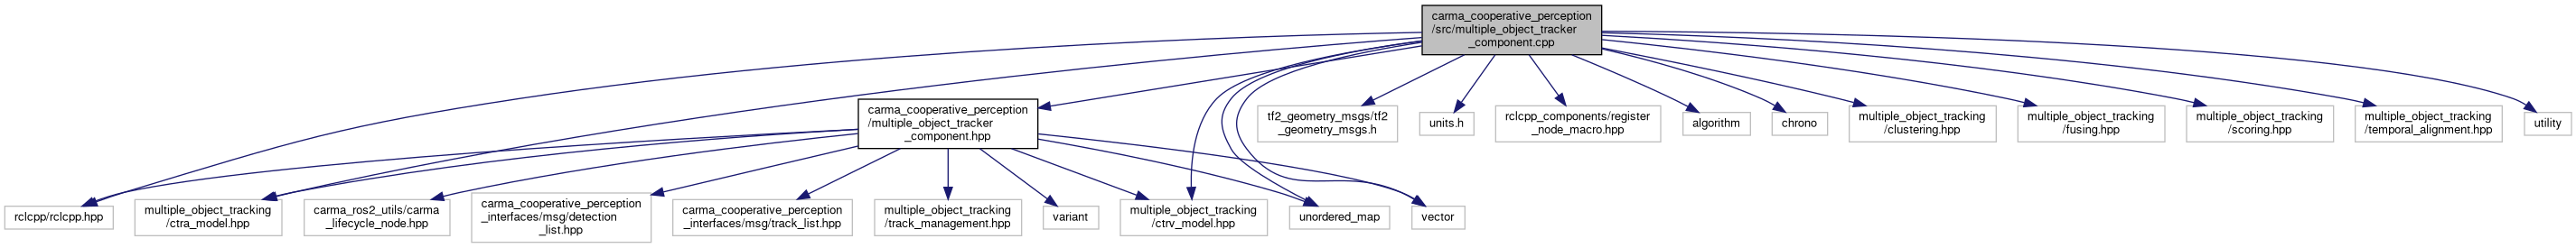 carma_cooperative_perception
/src/multiple_object_tracker
_component.cpp
carma_cooperative_perception
/multiple_object_tracker
_component.hpp
tf2_geometry_msgs/tf2
_geometry_msgs.h
units.h
rclcpp_components/register
_node_macro.hpp
algorithm
chrono
multiple_object_tracking
/clustering.hpp
multiple_object_tracking
/fusing.hpp
multiple_object_tracking
/scoring.hpp
multiple_object_tracking
/temporal_alignment.hpp
utility
rclcpp/rclcpp.hpp
multiple_object_tracking
/ctra_model.hpp
carma_ros2_utils/carma
_lifecycle_node.hpp
carma_cooperative_perception
_interfaces/msg/detection
_list.hpp
carma_cooperative_perception
_interfaces/msg/track_list.hpp
multiple_object_tracking
/track_management.hpp
variant
multiple_object_tracking
/ctrv_model.hpp
unordered_map
vector